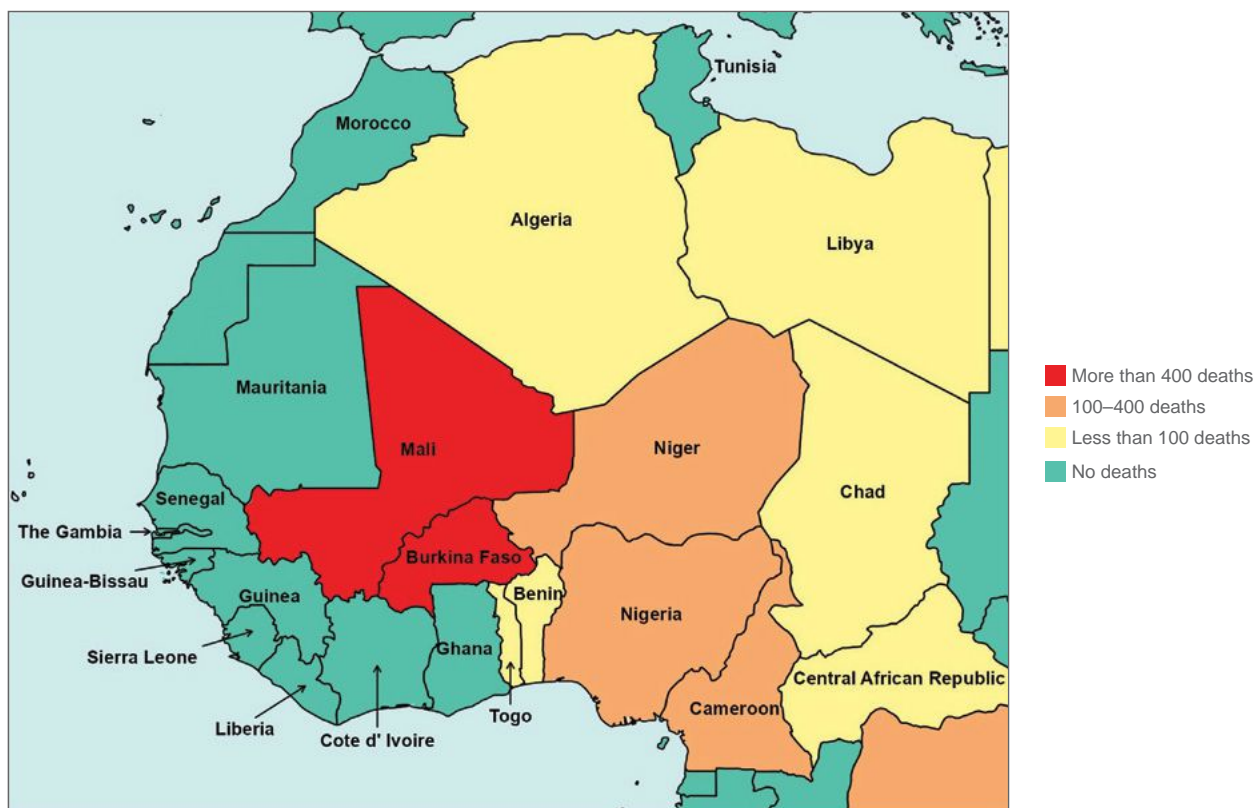 Tunisia
Morocco
Algeria
Libya
Mauritania
Mali
Niger
Chad
Senegal
The Gambia
Guinea-Bissau
Burkina Faso
Guinea
Benin
Nigeria
Ghana
Sierra Leone
Central African Republic
Cameroon
Togo
Liberia
Cote d' Ivoire
More than 400 deaths
100–400 deaths
Less than 100 deaths
No deaths